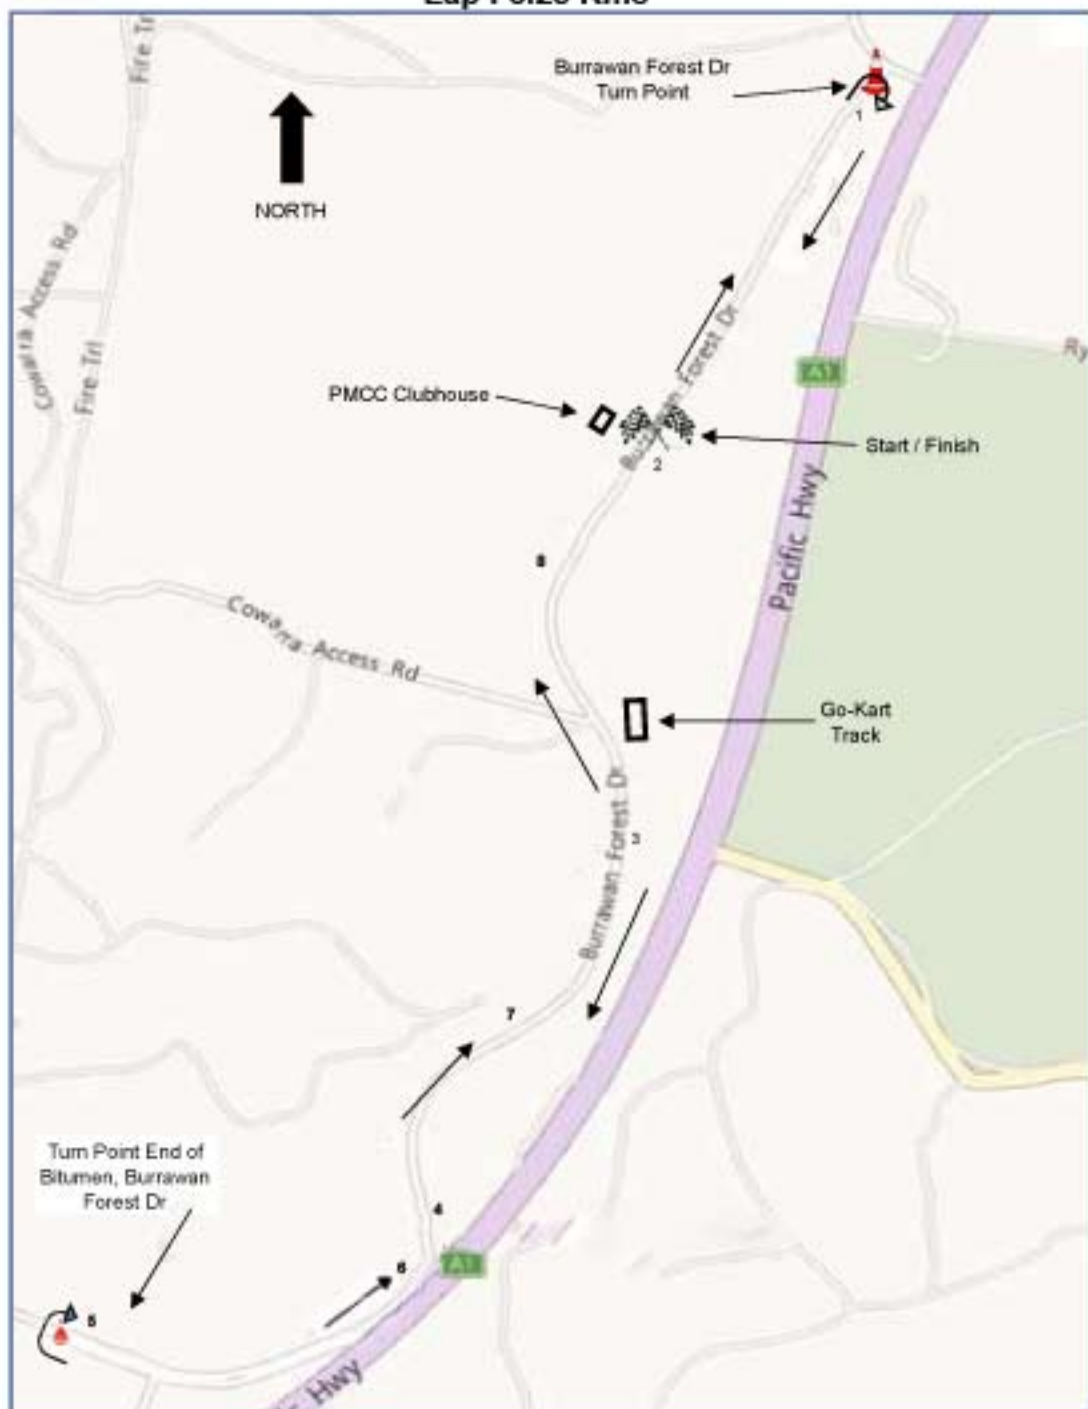 Fire Tr
Burrawan Forest Dr
Turn Point
1
NORTH
Cowarra Access Rd
Fire Trl
Burrawan Forest Dr
A1
PMCC Clubhouse
Start / Finish
2
Pacific Hwy
8
Cowarra Access Rd
Go-Kart
Track
3
Burrawan Forest Dr
7
Turn Point End of
Bitumen, Burrawan
Forest Dr
4
A1
6
5
Hwy